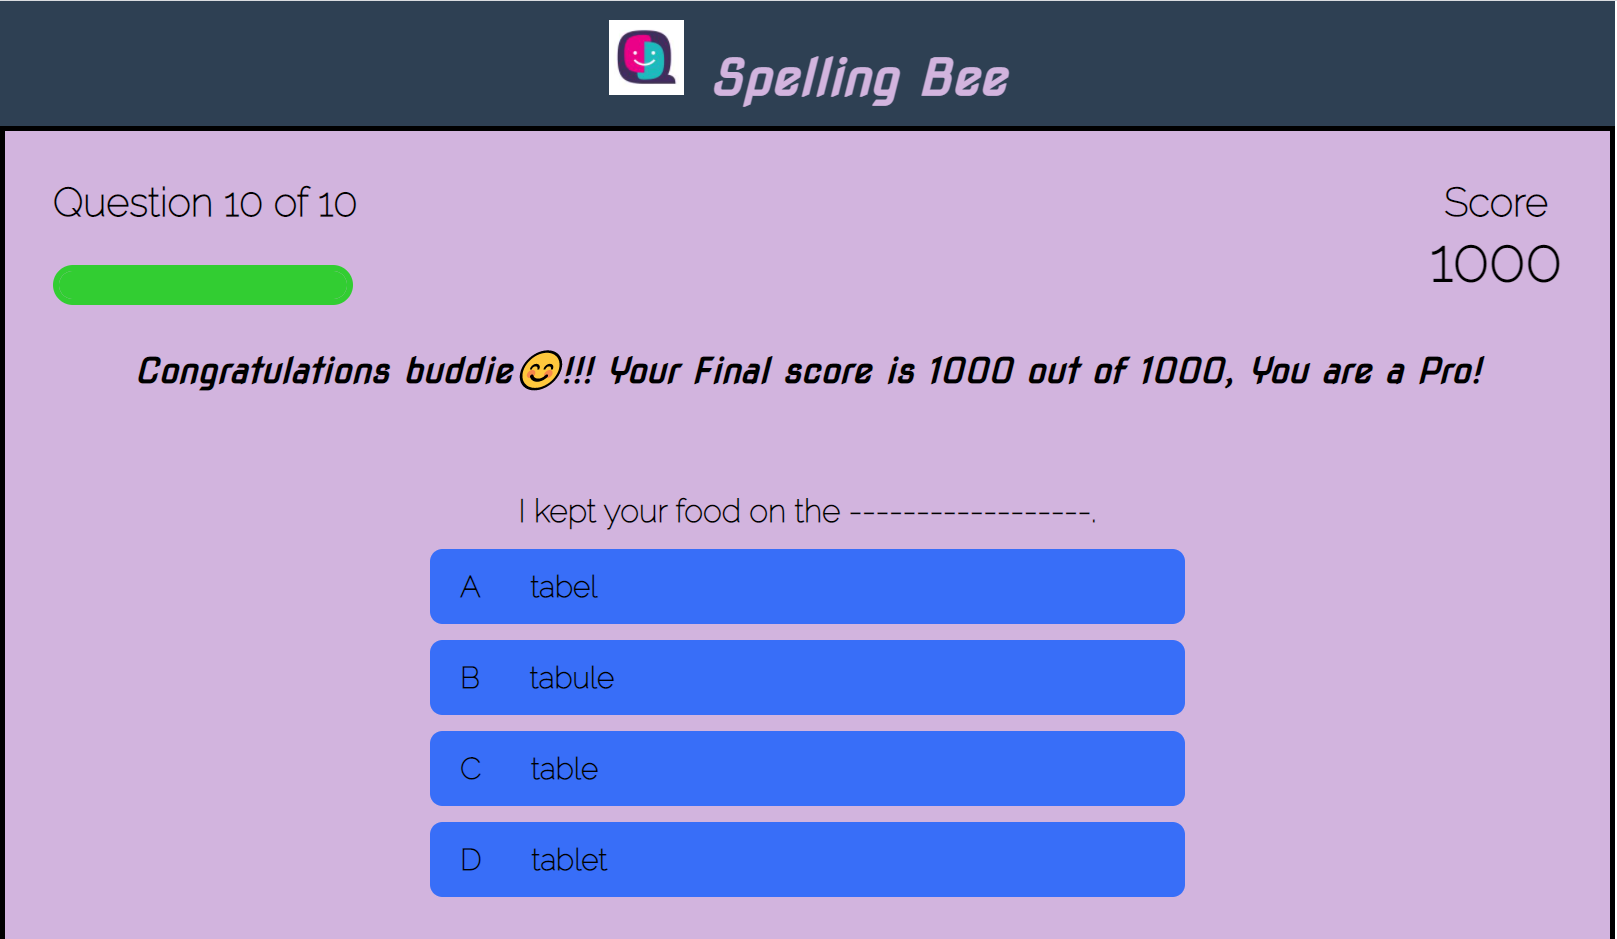 Spelling Bee
Question 10 of 10
Score
1000
Congratulations buddie😊!!! Your Final score is 1000 out of 1000, You are a Pro!
I kept your food on the ------------------.
A tabel
B tabule
C table
D tablet